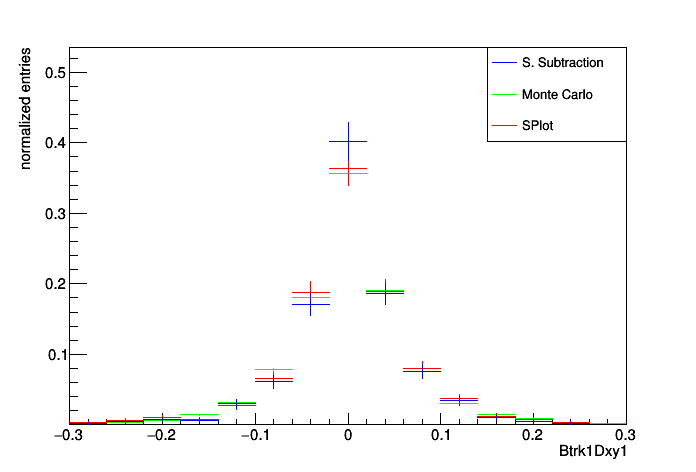 normalized entries
0.5
0.4
0.3
0.2
0.1
S. Subtraction
Monte Carlo
SPlot
−0.3 −0.2 −0.1 0 0.1 0.2 0.3
Btrk1Dxy1